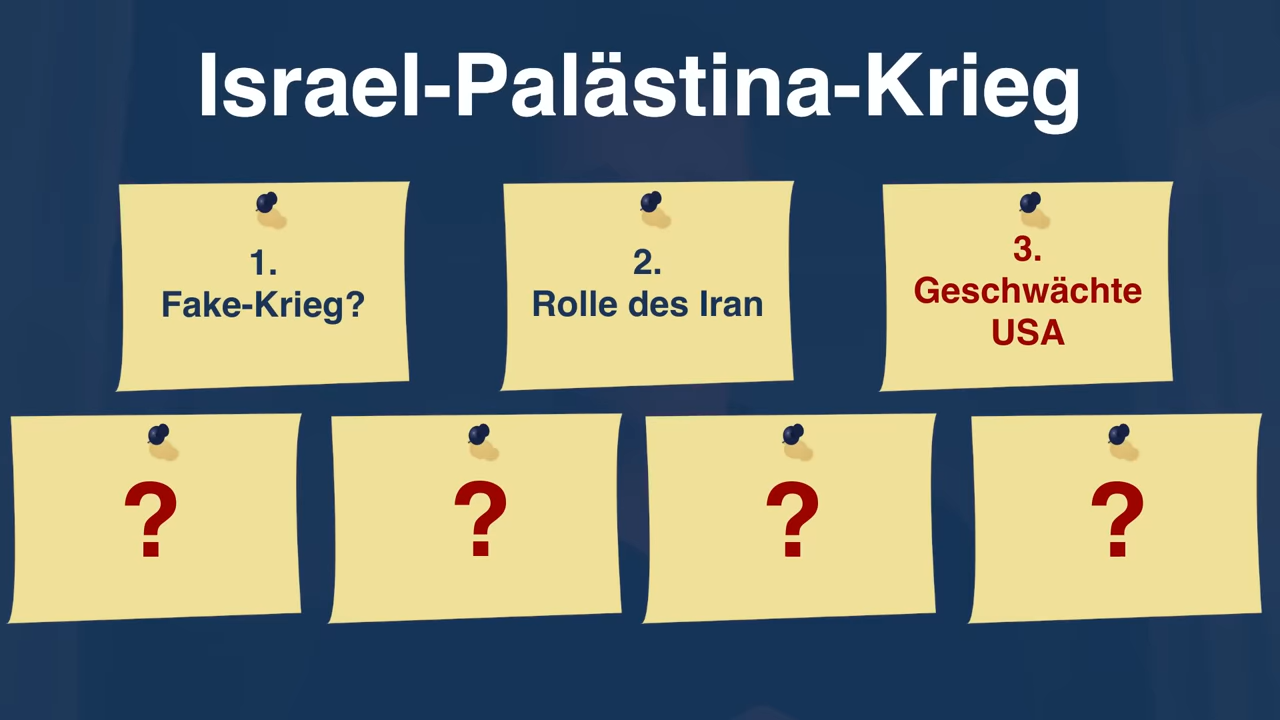 Israel-Palästina-Krieg
1.
Fake-Krieg?
2.
Rolle des Iran
3.
Geschwächte
USA
?
?
?
?